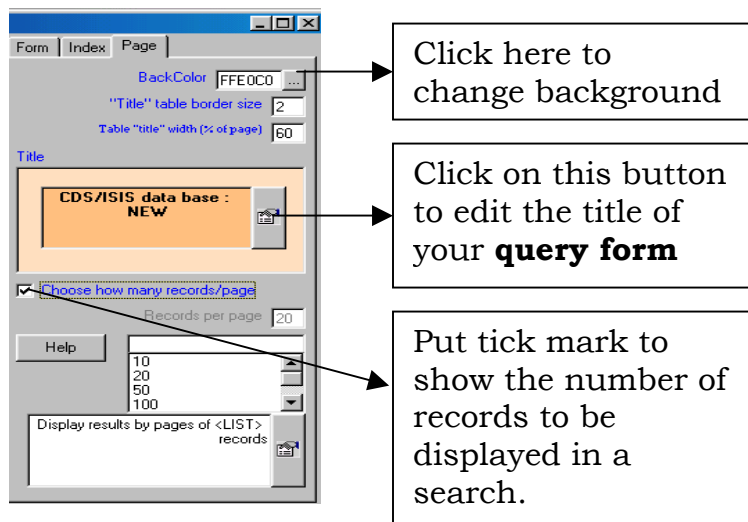 Form Index Page
BackColor FFE0C0 ...
"Title" table border size 2
Table "title" width (% of page) 60
Title
CDS/ISIS data base :
NEW
Choose how many records/page
Records per page 20
Help
10
20
50
100
Display results by pages of <LIST>
records
Click here to
change background
Click on this button
to edit the title of
your query form
Put tick mark to
show the number of
records to be
displayed in a
search.